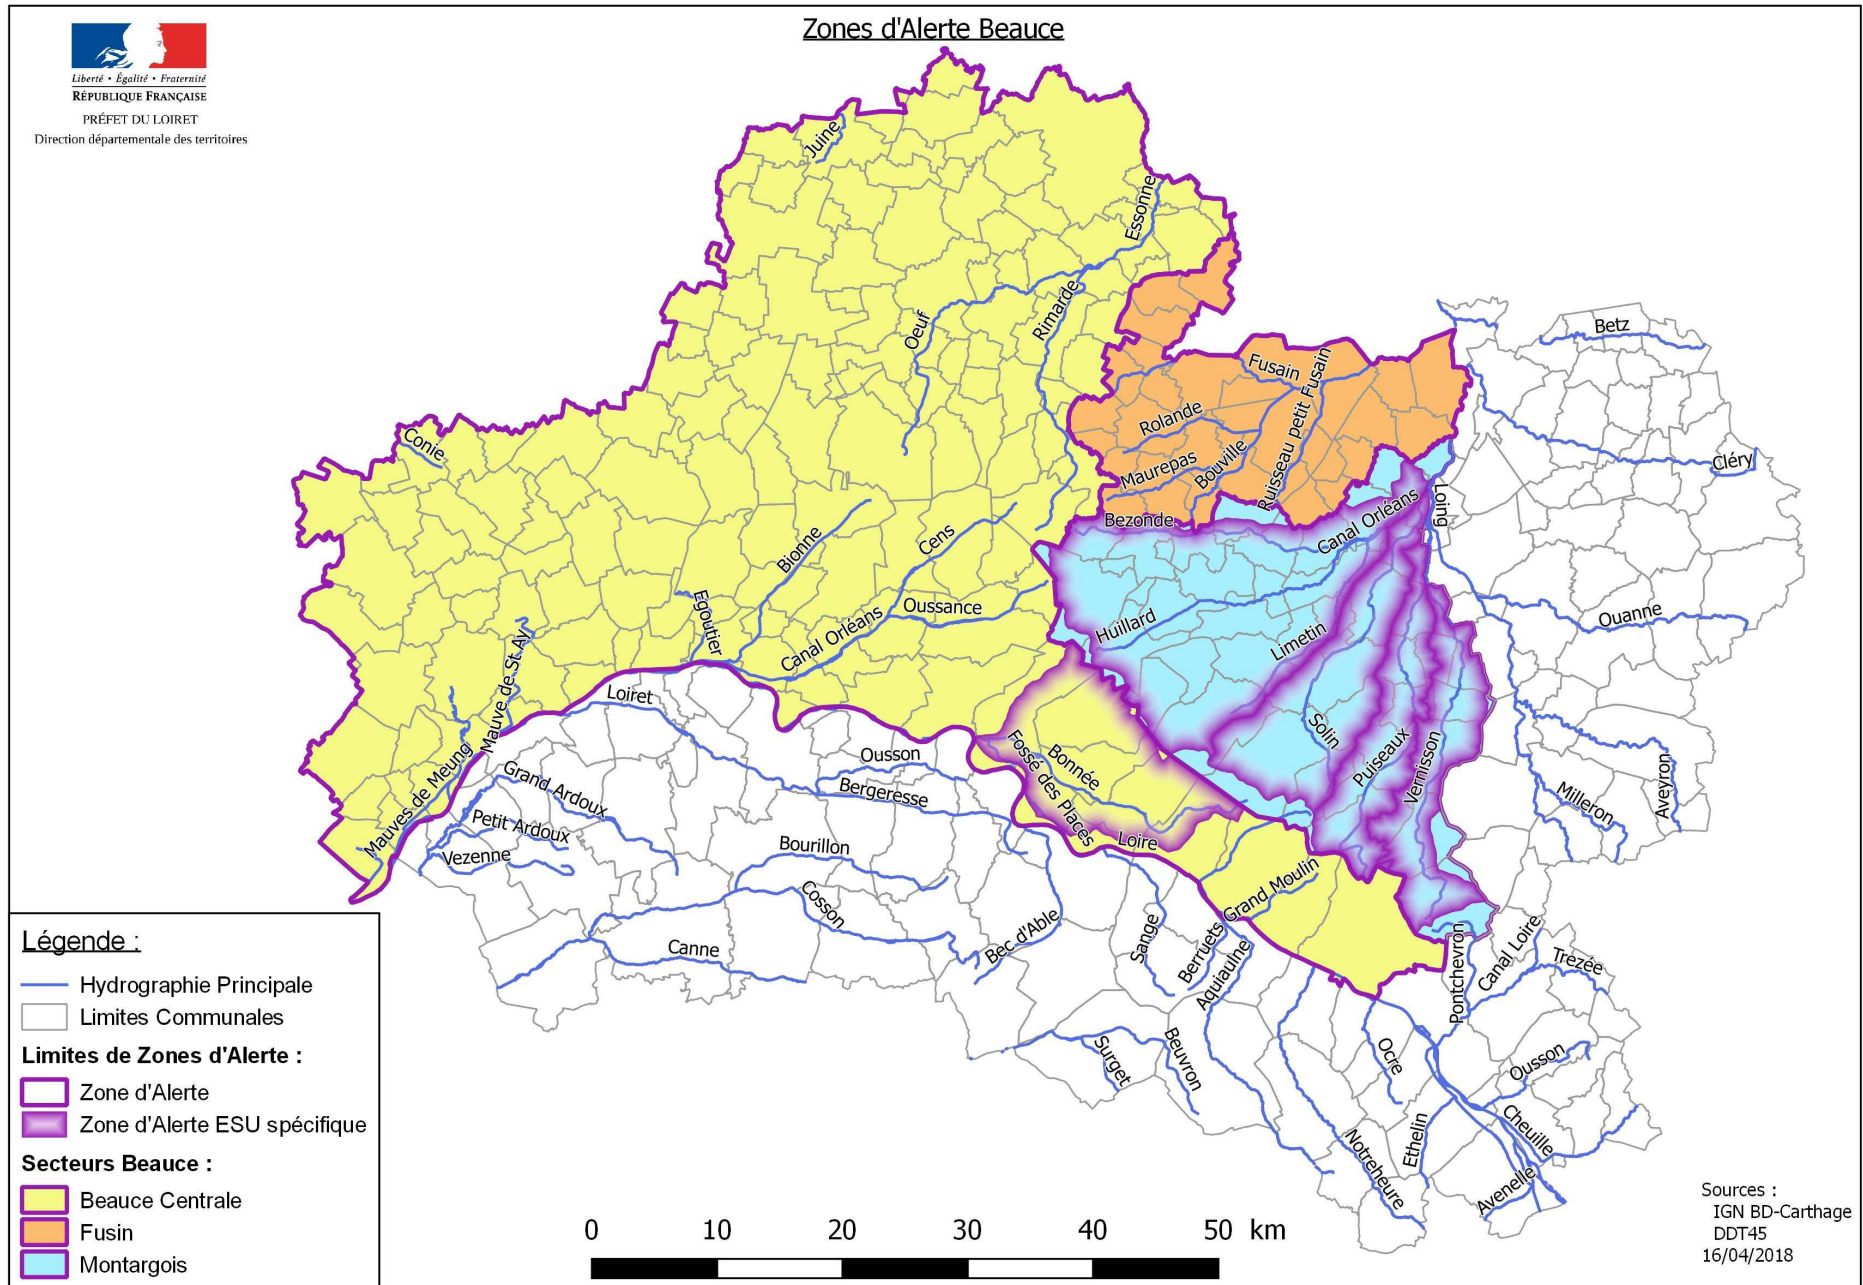 Zones d'Alerte Beauce
Liberté • Égalité • Fraternité
RÉPUBLIQUE FRANÇAISE
PRÉFET DU LOIRET
Direction départementale des territoires
Juine
Essonne
Oeuf
Rimarde
Betz
Fusain
Ruisseau petit Fusain
Rolande
Maurepas
Bouville
Conie
Cléry
Bezonde
Canal Orléans
Loing
Bionne
Cens
Egoutier
Canal Orléans
Oussance
Huillard
Limetin
Ouanne
Mauve de St Ay
Loiret
Solin
Puiseaux
Vernisson
Mauves de Meung
Grand Ardoux
Petit Ardoux
Vezenne
Ousson
Bergeresse
Fossé des Places
Bonnée
Loire
Milleron
Aveyron
Bourillon
Cosson
Canne
Bec d'Able
Sange
Berruets
Grand Moulin
Aquiaulne
Pontchevron
Canal Loire
Trezée
Surget
Beuvron
Ocre
Ousson
Notreheure
Ethelin
Cheuille
Avenelle
Légende :
Hydrographie Principale
Limites Communales
Limites de Zones d'Alerte :
Zone d'Alerte
Zone d'Alerte ESU spécifique
Secteurs Beauce :
Beauce Centrale
Fusin
Montargois
0 10 20 30 40 50 km
Sources :
IGN BD-Carthage
DDT45
16/04/2018